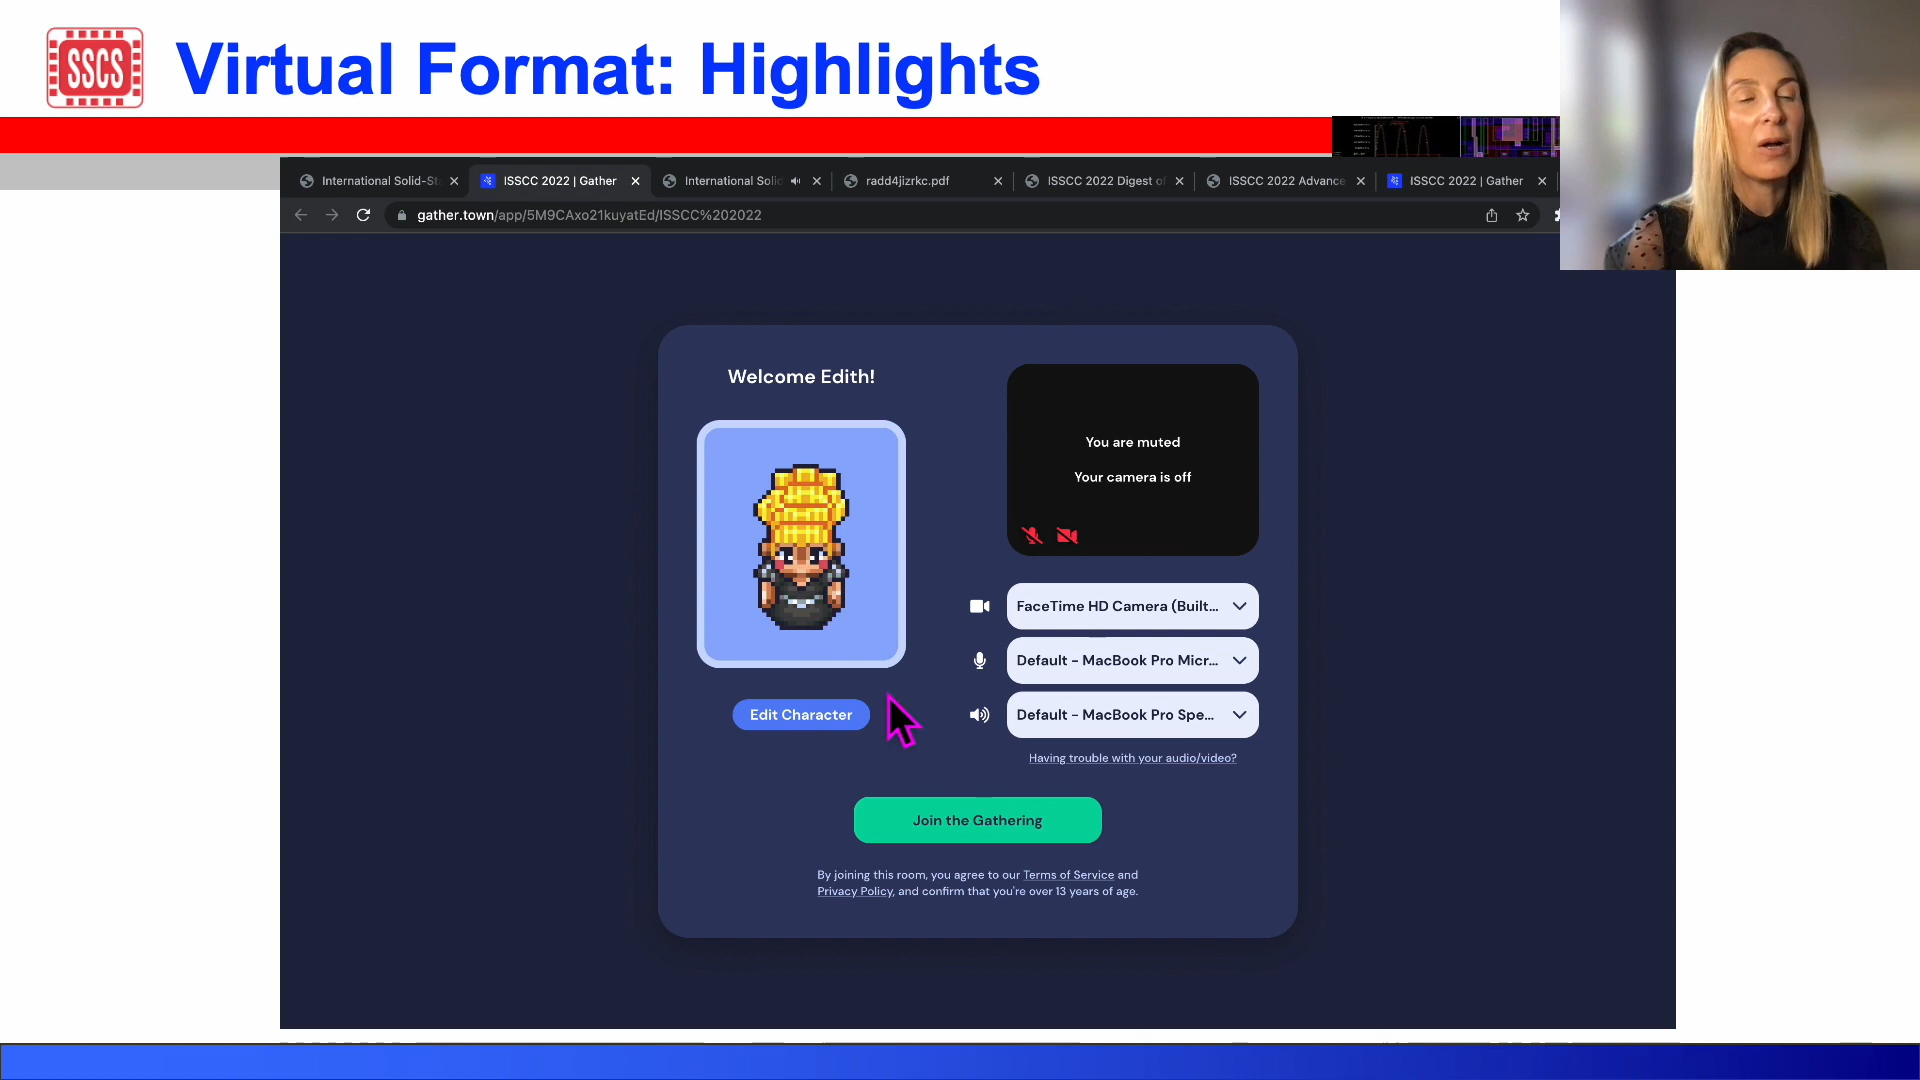 SSCS
Virtual Format: Highlights
International Solid-St
ISSCC 2022 | Gather
International Solid
radd4jizrkc.pdf
ISSCC 2022 Digest of
ISSCC 2022 Advance
ISSCC 2022 | Gather
gather.town/app/5M9CAxo21kuyatEd/ISSCC%202022
Welcome Edith!
You are muted
Your camera is off
FaceTime HD Camera (Built...
Default - MacBook Pro Micr...
Edit Character
Default - MacBook Pro Spe...
Having trouble with your audio/video?
Join the Gathering
By joining this room, you agree to our Terms of Service and
Privacy Policy, and confirm that you're over 13 years of age.